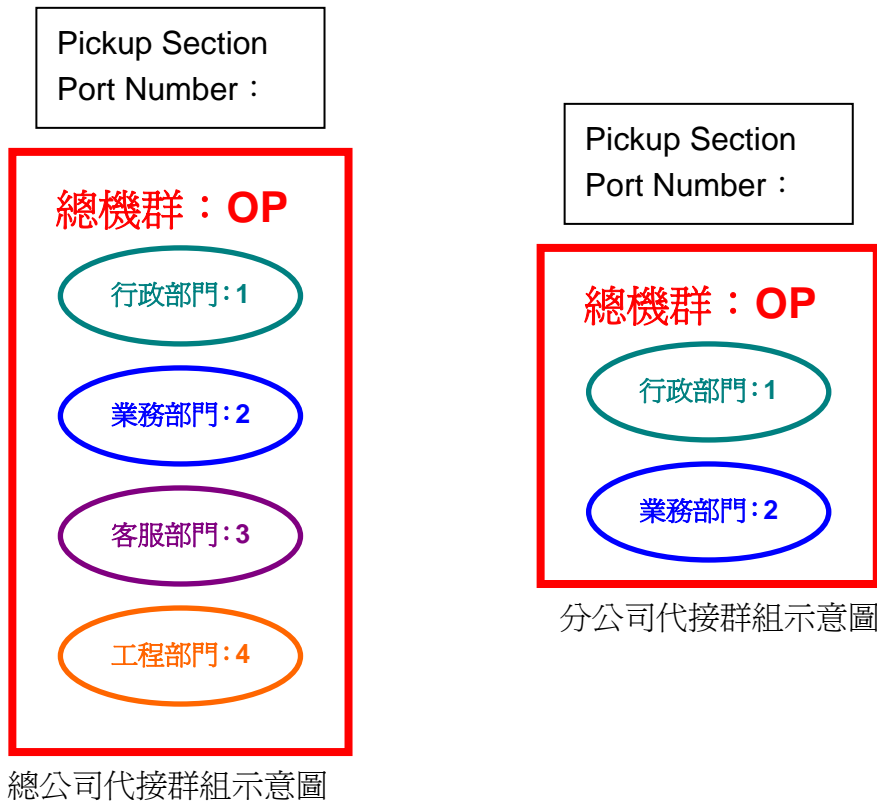 Pickup Section
Port Number：
總機群：OP
行政部門：1
業務部門：2
客服部門：3
工程部門：4
總公司代接群組示意圖
Pickup Section
Port Number：
總機群：OP
行政部門：1
業務部門：2
分公司代接群組示意圖